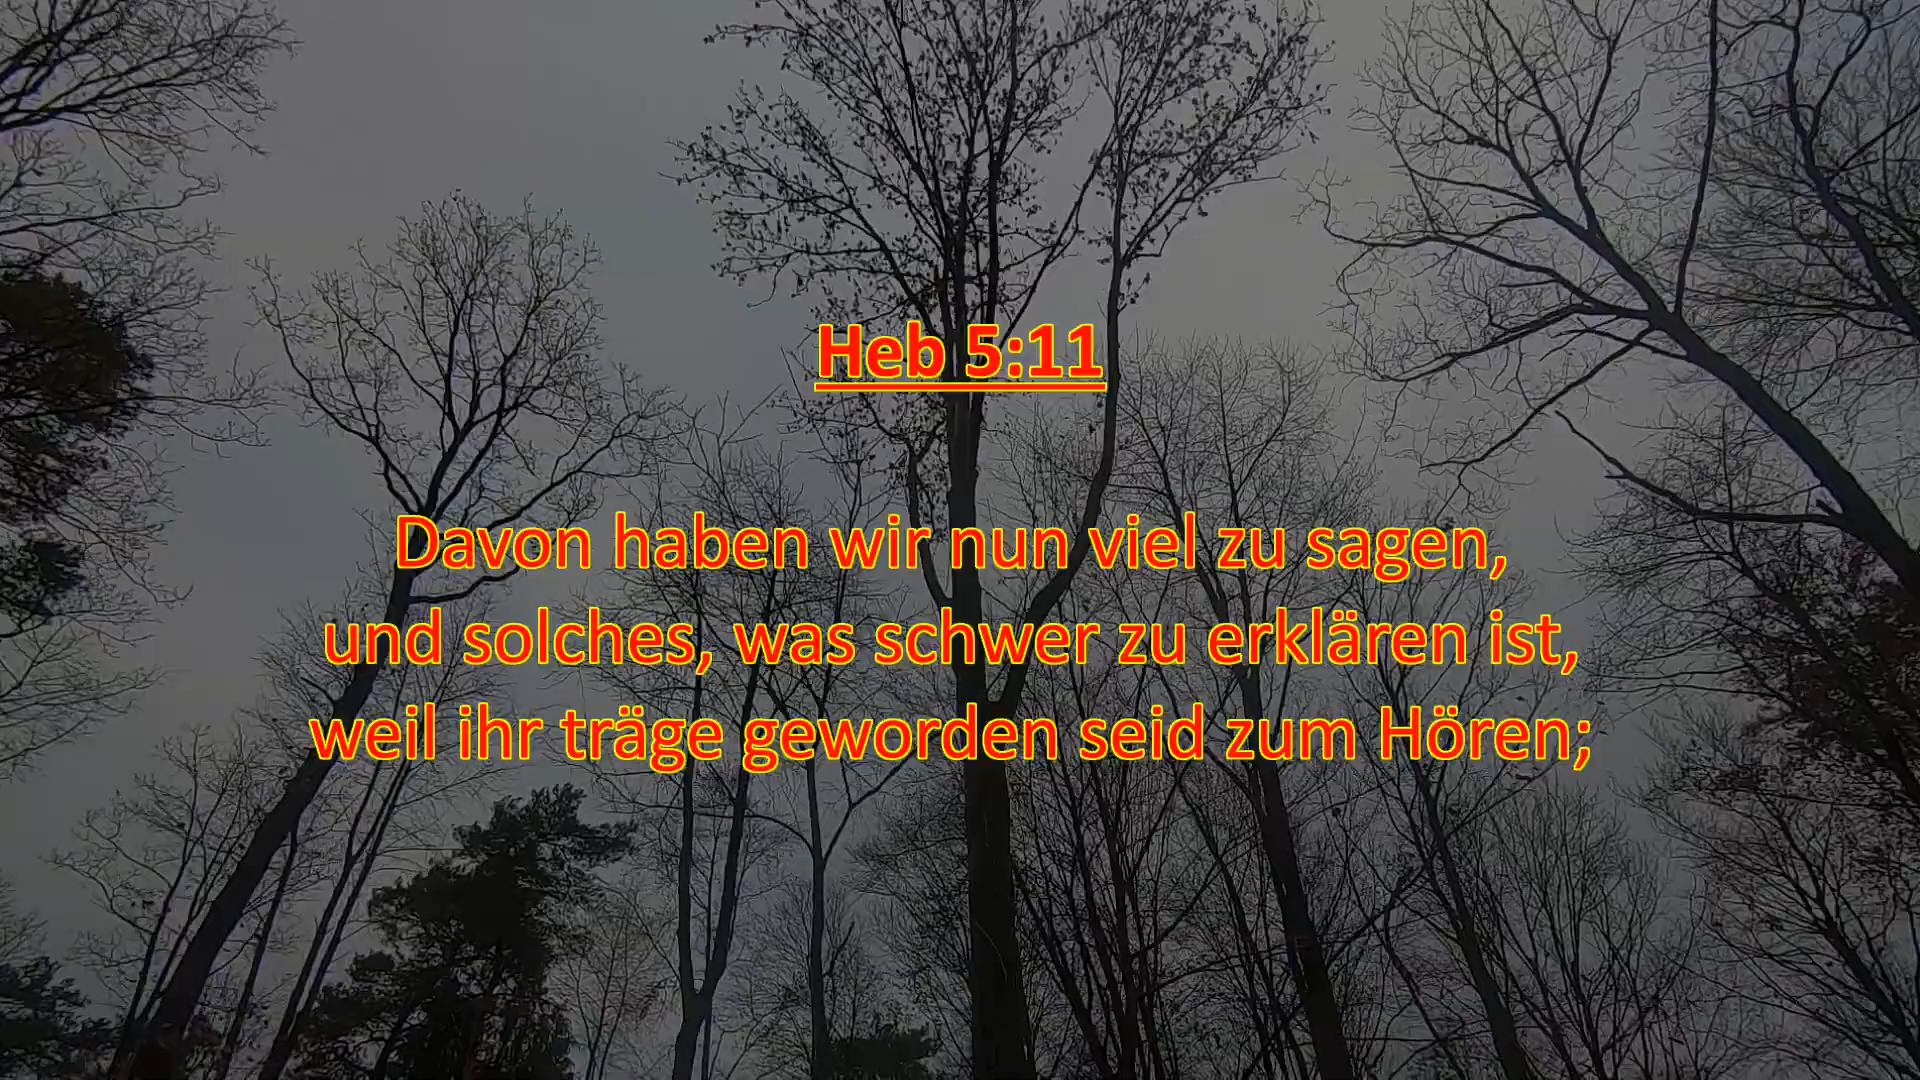 Heb 5:11
Davon haben wir nun viel zu sagen,
und solches, was schwer zu erklären ist,
weil ihr träge geworden seid zum Hören;